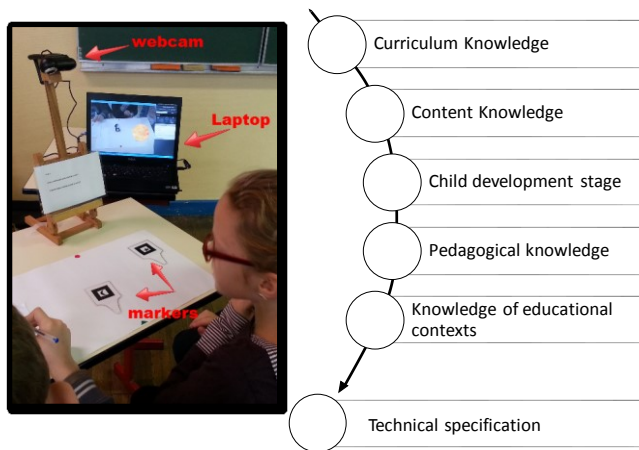 webcam
Laptop
markers
Curriculum Knowledge
Content Knowledge
Child development stage
Pedagogical knowledge
Knowledge of educational
contexts
Technical specification